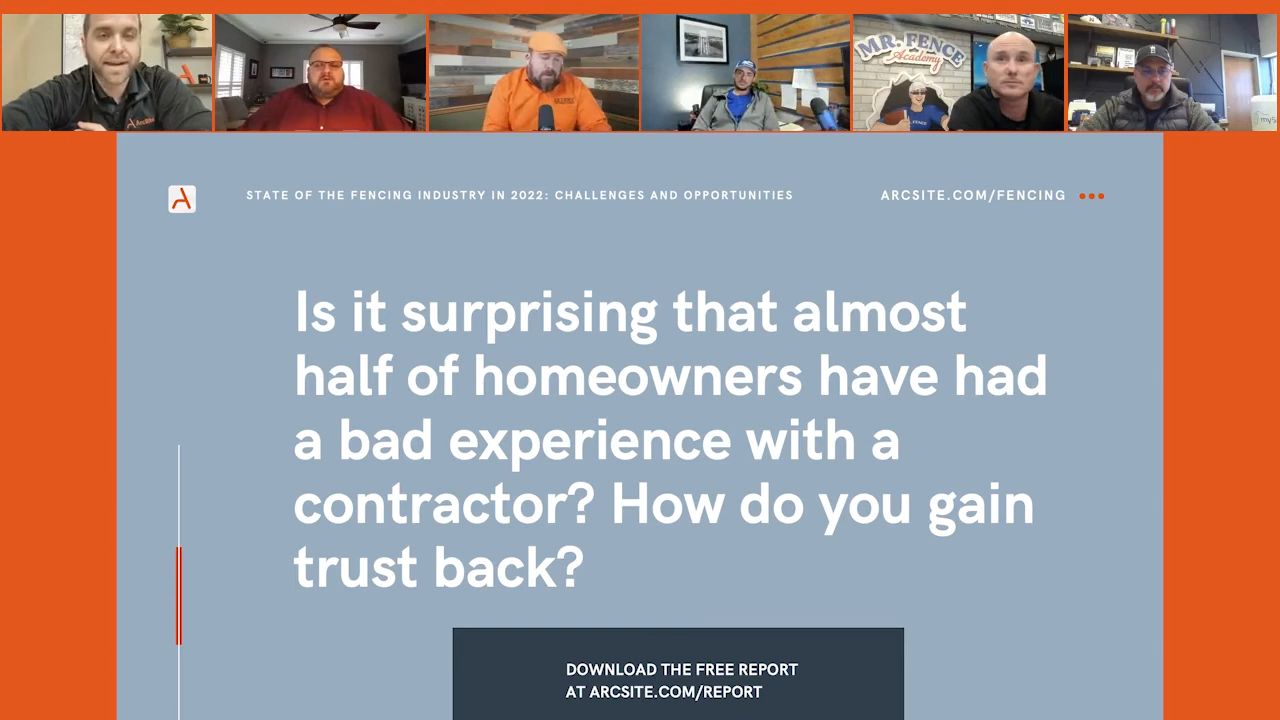 MR. FENCE
Academy
STATE OF THE FENCING INDUSTRY IN 2022: CHALLENGES AND OPPORTUNITIES
ARCSITE.COM/FENCING
Is it surprising that almost
half of homeowners have had
a bad experience with a
contractor? How do you gain
trust back?
DOWNLOAD THE FREE REPORT
AT ARCSITE.COM/REPORT